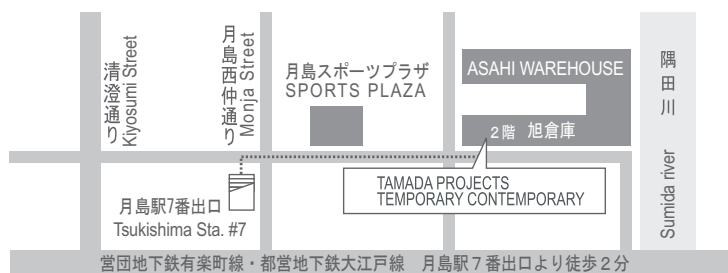 清澄通り
Kiyosumi Street
月島西仲通り
Monja Street
月島スポーツプラザ
SPORTS PLAZA
ASAHI WAREHOUSE
2階 旭倉庫
隅田川
Sumida river
TAMADA PROJECTS
TEMPORARY CONTEMPORARY
月島駅7番出口
Tsukishima Sta. #7
営団地下鉄有楽町線・都営地下鉄大江戸線 月島駅7番出口より徒歩2分